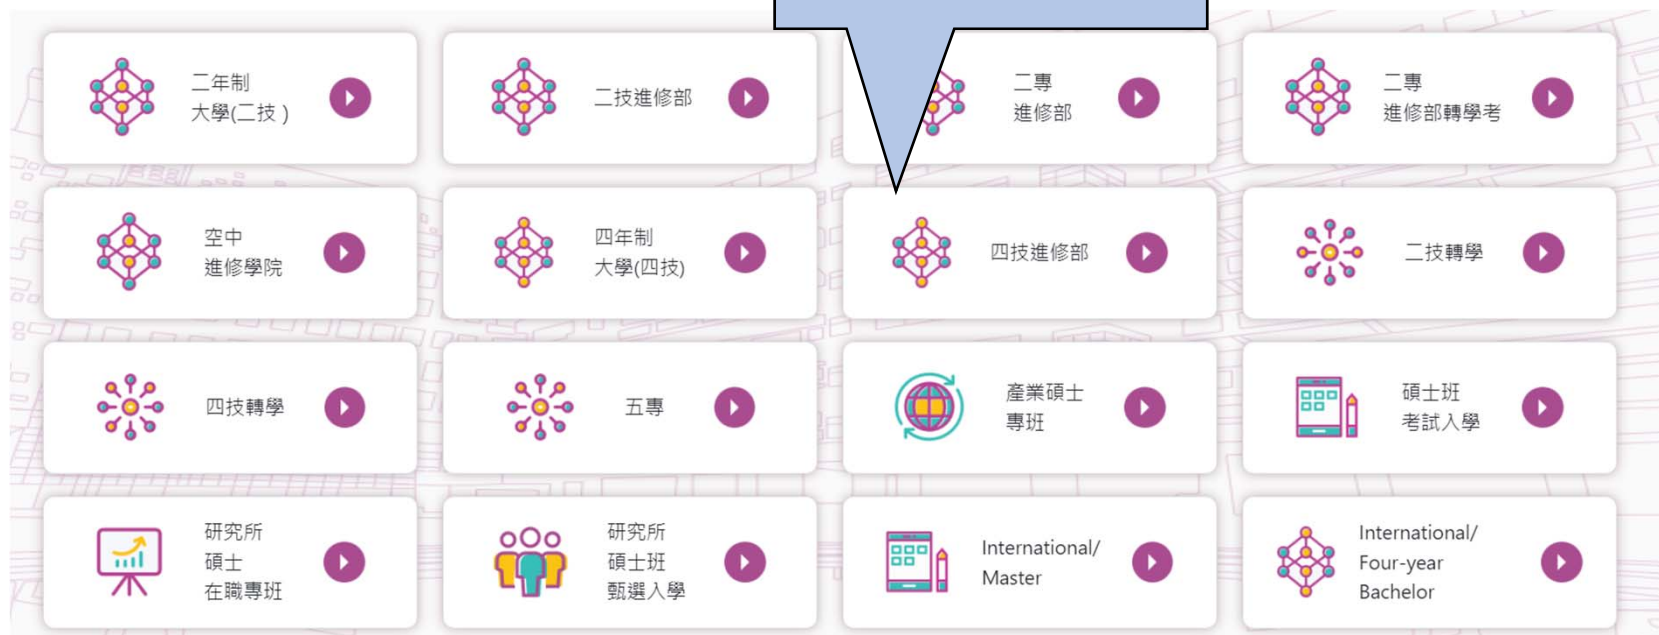 二年制
大學(二技 )
二技進修部
二專
進修部
二專
進修部轉學考
空中
進修學院
四年制
大學(四技)
四技進修部
二技轉學
四技轉學
五專
產業碩士
專班
碩士班
考試入學
研究所
碩士
在職專班
研究所
碩士班
甄選入學
International/
Master
International/
Four-year
Bachelor